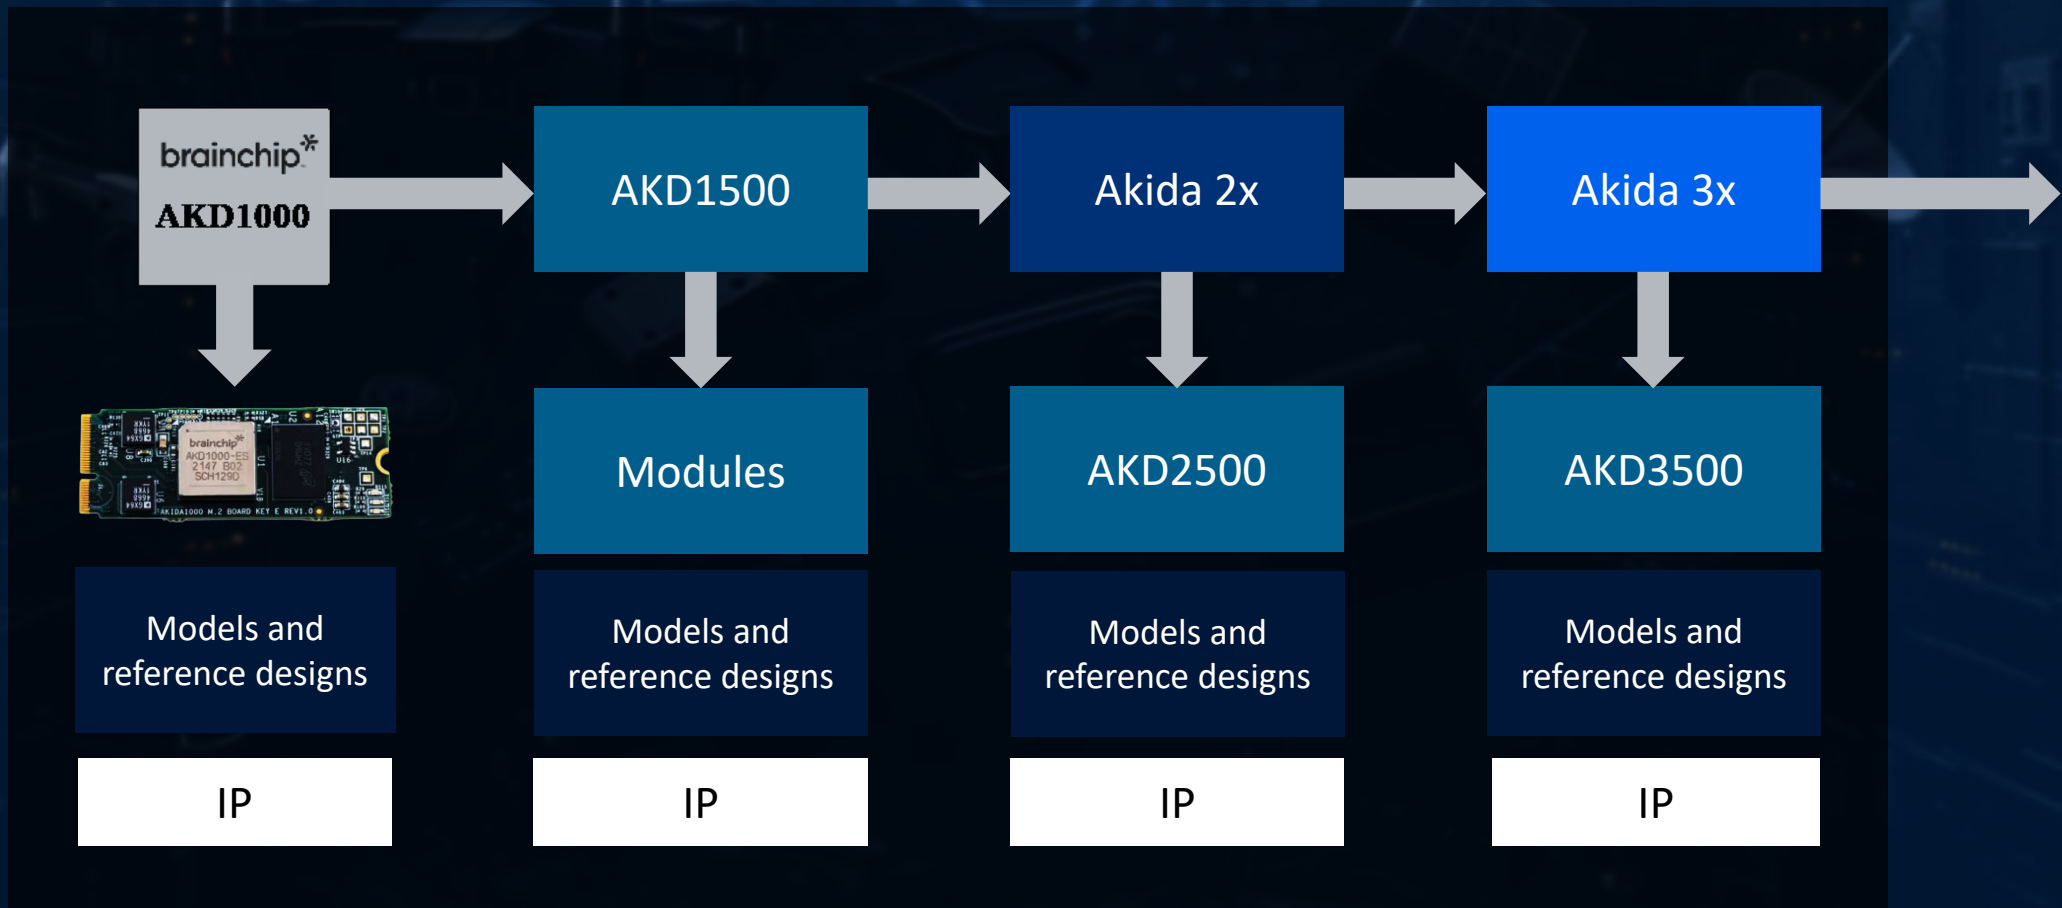 brainchip
AKD1000
AKD1500
Akida 2x
Akida 3x
brainchip
AKD1000-ES
2147 B02
SCH129D
AKIDA1000 M.2 BOARD KEY E REV1.0
Modules
AKD2500
AKD3500
Models and
reference designs
Models and
reference designs
Models and
reference designs
Models and
reference designs
IP
IP
IP
IP